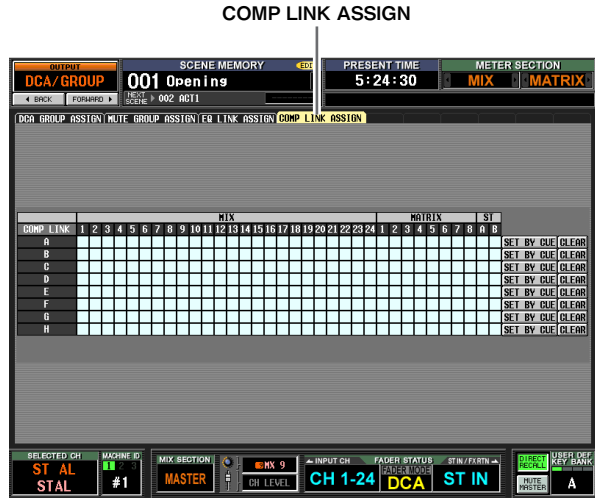 COMP LINK ASSIGN
OUTPUT SCENE MEMORY EDIT PRESENT TIME METER SECTION
DCA/GROUP 001 Opening 5:24:30 MIX MATRIX
BACK FORWARD NEXT SCENE 002 ACT1
DCA GROUP ASSIGN MUTE GROUP ASSIGN EQ LINK ASSIGN COMP LINK ASSIGN
MIX MATRIX ST
COMP LINK 1 2 3 4 5 6 7 8 9 10 11 12 13 14 15 16 17 18 19 20 21 22 23 24 1 2 3 4 5 6 7 8 A B
A SET BY CUE CLEAR
B SET BY CUE CLEAR
C SET BY CUE CLEAR
D SET BY CUE CLEAR
E SET BY CUE CLEAR
F SET BY CUE CLEAR
G SET BY CUE CLEAR
H SET BY CUE CLEAR
SELECTED CH MACHINE ID MIX SECTION MX 9 INPUT CH FADER STATUS ST IN/FXRTN DIRECT RECALL USER DEF KEY BANK
ST AL 1 2 3 MASTER CH 1-24 FADER MODE ST IN
STAL #1 CH LEVEL DCA MUTE MASTER A